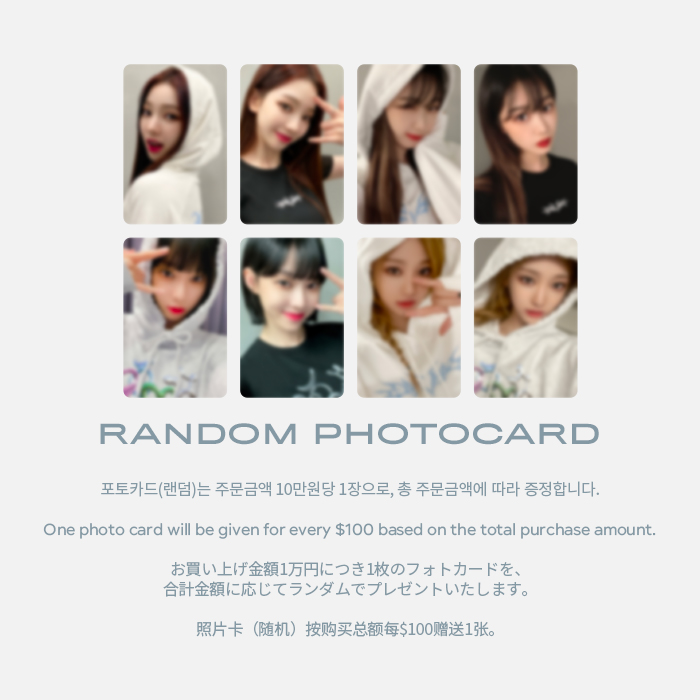 RANDOM PHOTOCARD
포토카드(랜덤)는 주문금액 10만원당 1장으로, 총 주문금액에 따라 증정합니다.
One photo card will be given for every $100 based on the total purchase amount.
お買い上げ金額1万円につき1枚のフォトカードを、
合計金額に応じてランダムでプレゼントいたします。
照片卡（随机）按购买总额每$100赠送1张。